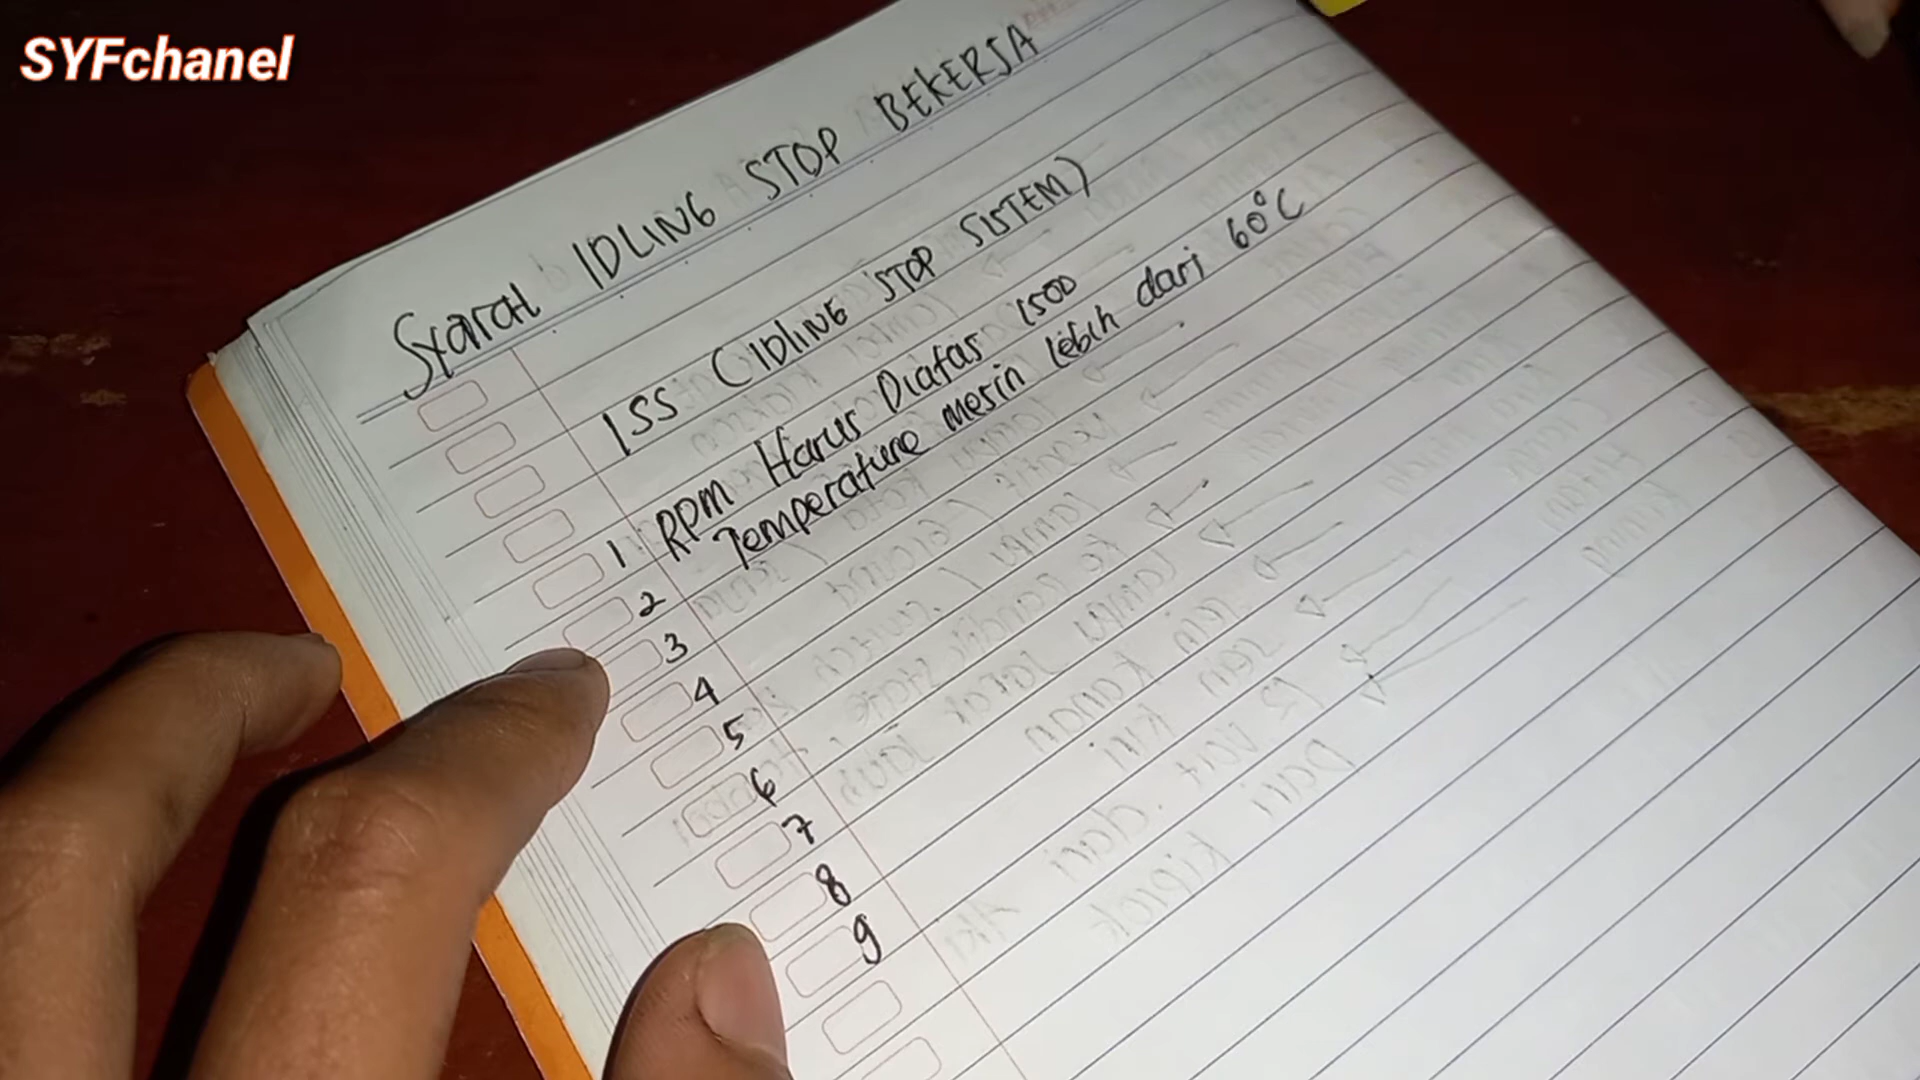 SYFchanel
Syarat IDLING STOP BEKERJA
ISS (IDLING STOP SISTEM)
1 RPM Harus Diatas 1500
2 Temperature mesin lebih dari 60°C
3
4
5
6
7
8
9